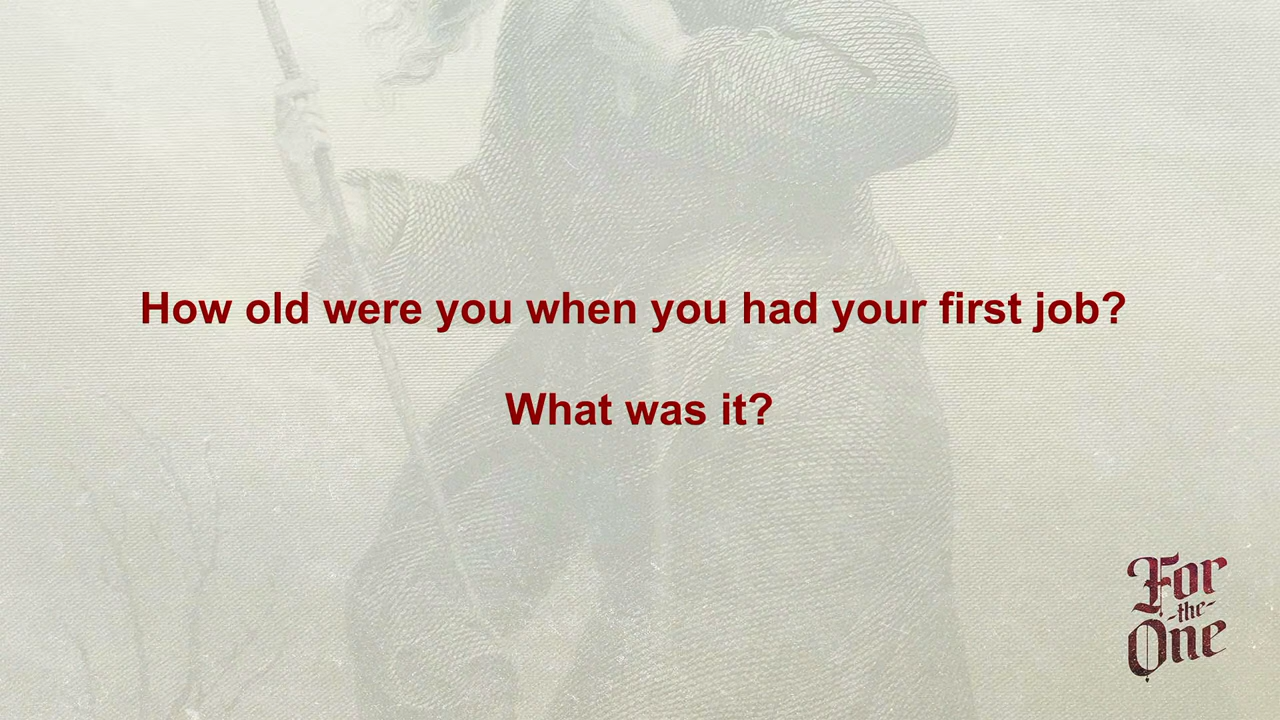 How old were you when you had your first job?
What was it?
For
-the-
One